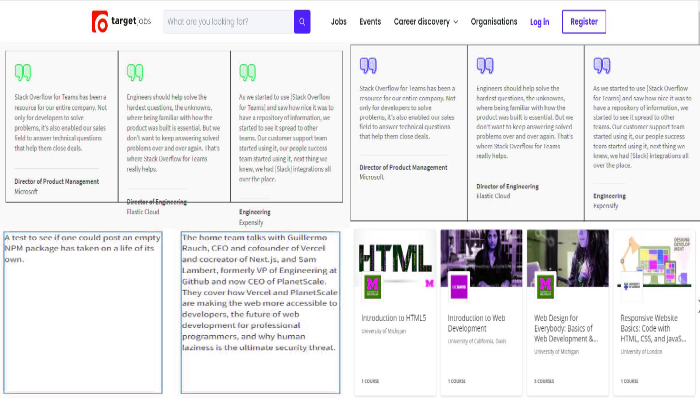 targetjobs
What are you looking for?
Jobs
Events
Career discovery
Organisations
Log in
Register
Stack Overflow for Teams has been a
resource for our entire company. Not
only for developers to solve
problems, it's also enabled our sales
field to answer technical questions
that help them close deals.
Director of Product Management
Microsoft
Engineers should help solve the
hardest questions, the unknowns,
where being familiar with how the
product was built is essential. But we
don't want to keep answering solved
problems over and over again. That's
where Stack Overflow for Teams
really helps.
Director of Engineering
Elastic Cloud
As we started to use [Stack Overflow
for Teams] and saw how nice it was to
have a repository of information, we
started to see it spread to other
teams. Our customer support team
started using it, our people success
team started using it, next thing we
knew, we had [Slack] integrations all
over the place.
Engineering
Expensify
Stack Overflow for Teams has been a
resource for our entire company. Not
only for developers to solve
problems, it's also enabled our sales
field to answer technical questions
that help them close deals.
Director of Product Management
Microsoft
Engineers should help solve the
hardest questions, the unknowns,
where being familiar with how the
product was built is essential. But we
don't want to keep answering solved
problems over and over again. That's
where Stack Overflow for Teams
really helps.
Director of Engineering
Elastic Cloud
As we started to use [Stack Overflow
for Teams] and saw how nice it was to
have a repository of information, we
started to see it spread to other
teams. Our customer support team
started using it, our people success
team started using it, next thing we
knew, we had [Slack] integrations all
over the place.
Engineering
Expensify
A test to see if one could post an empty
NPM package has taken on a life of its
own.
The home team talks with Guillermo
Rauch, CEO and cofounder of Vercel
and cocreator of Next.js, and Sam
Lambert, formerly VP of Engineering at
Github and now CEO of PlanetScale.
They cover how Vercel and PlanetScale
are making the web more accessible to
developers, the future of web
development for professional
programmers, and why human
laziness is the ultimate security threat.
HTML
M
Introduction to HTML5
University of Michigan
1 COURSE
UC DAVIS
Introduction to Web
Development
University of California, Davis
1 COURSE
M
Web Design for
Everybody: Basics of
Web Development &...
University of Michigan
5 COURSES
Responsive Website
Basics: Code with
HTML, CSS, and JavaS...
University of London
1 COURSE